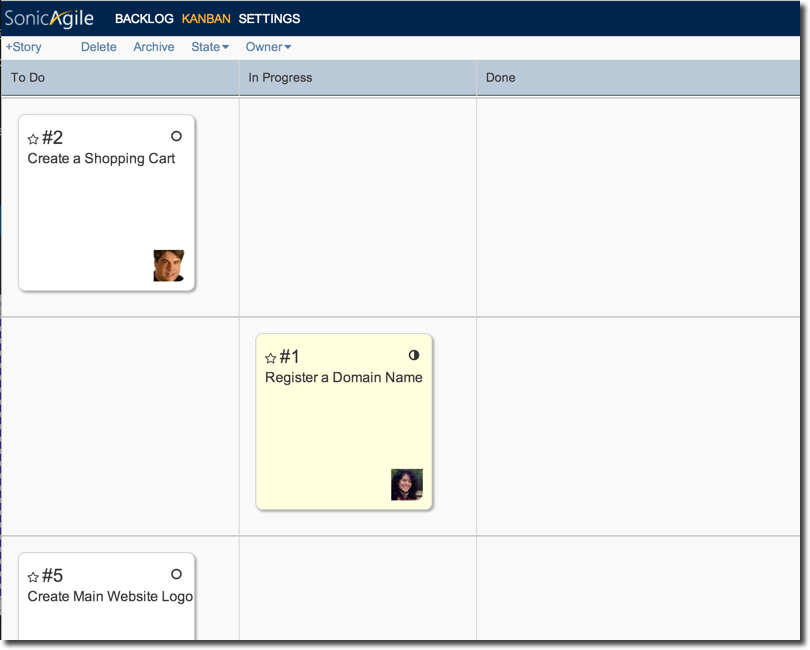 SonicAgile BACKLOG KANBAN SETTINGS
+Story Delete Archive State Owner
To Do In Progress Done
#2
Create a Shopping Cart
#1
Register a Domain Name
#5
Create Main Website Logo